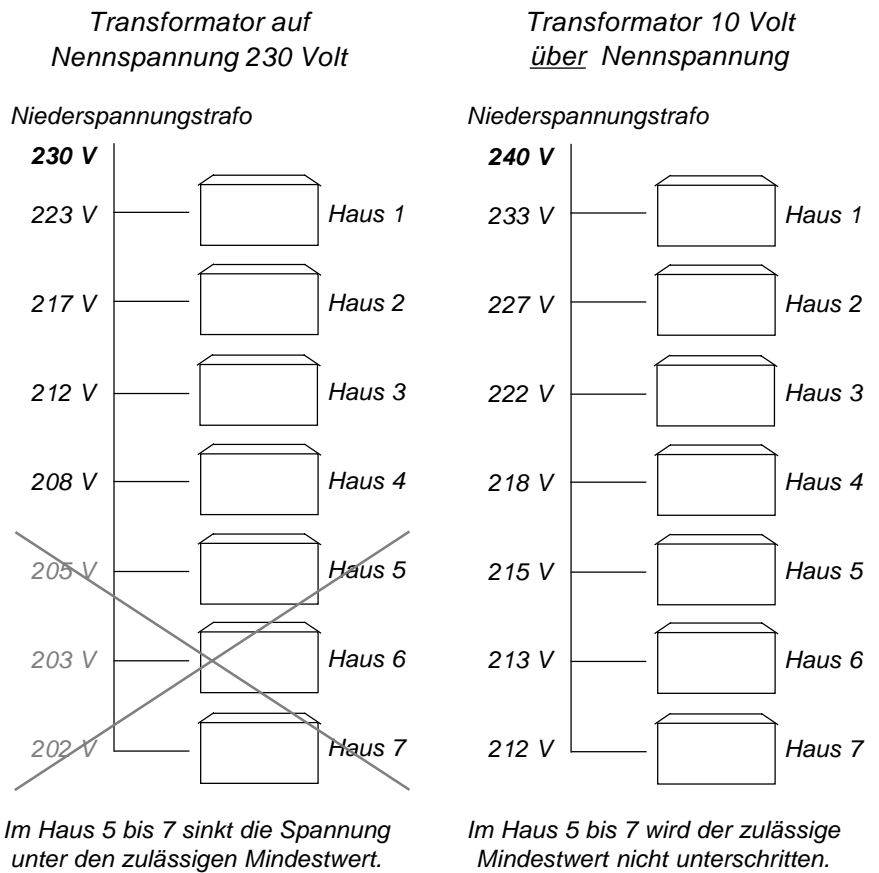 Transformator auf
Nennspannung 230 Volt
Niederspannungstrafo
230 V
223 V Haus 1
217 V Haus 2
212 V Haus 3
208 V Haus 4
205 V Haus 5
203 V Haus 6
202 V Haus 7
Im Haus 5 bis 7 sinkt die Spannung
unter den zulässigen Mindestwert.
Transformator 10 Volt
über Nennspannung
Niederspannungstrafo
240 V
233 V Haus 1
227 V Haus 2
222 V Haus 3
218 V Haus 4
215 V Haus 5
213 V Haus 6
212 V Haus 7
Im Haus 5 bis 7 wird der zulässige
Mindestwert nicht unterschritten.